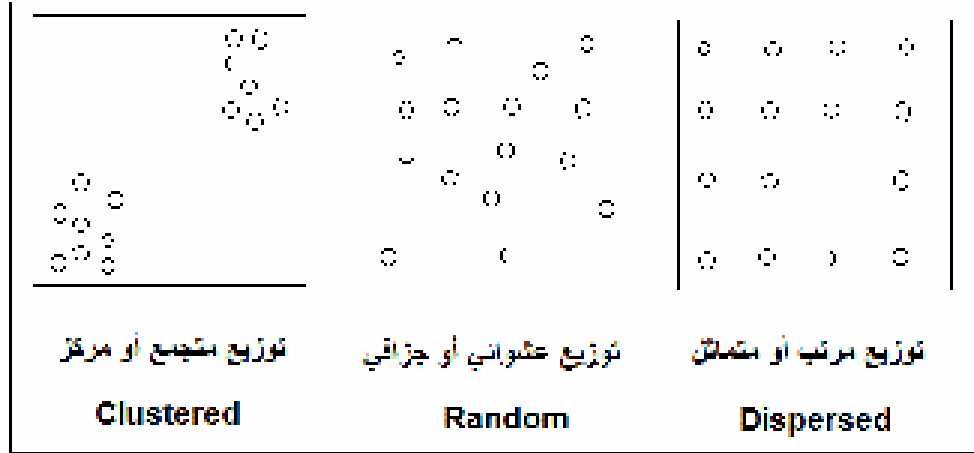 توزيع متجمع أو مركز
توزيع عشوائي أو جزافي
توزيع مرتب أو متماثل
Clustered
Random
Dispersed